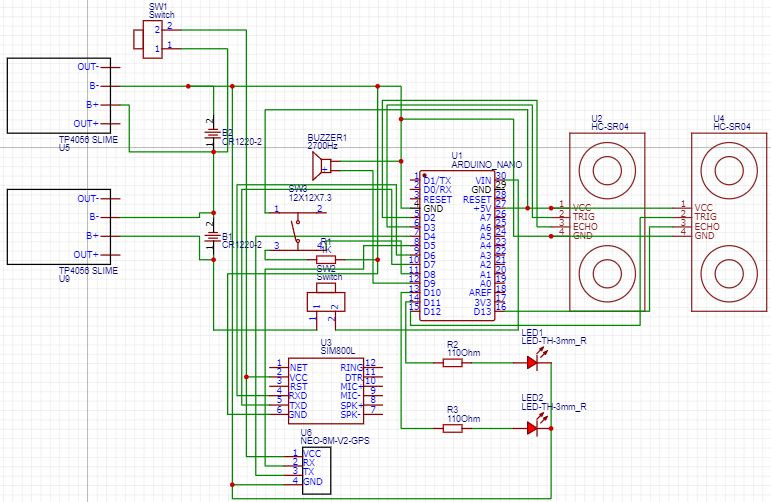 SW1
Switch
2 2
1 1
OUT-
B-
B+
OUT+
TP4056 SLIME
U5
2
B2
CR1220-2
1
OUT-
B-
B+
OUT+
TP4056 SLIME
U9
2
B1
CR1220-2
1
BUZZER1
2700Hz
SW3
12X12X7.3
1 2
3 4
R1
1K
SW2
Switch
1 2
1 2
U1
ARDUINO_NANO
1 D1/TX VIN 30
2 D0/RX GND 29
3 RESET RESET 28
4 GND +5V 27
5 D2 A7 26
6 D3 A6 25
7 D4 A5 24
8 D5 A4 23
9 D6 A3 22
10 D7 A2 21
11 D8 A1 20
12 D9 A0 19
13 D10 AREF 18
14 D11 3V3 17
15 D12 D13 16
U2
HC-SR04
1 VCC
2 TRIG
3 ECHO
4 GND
U4
HC-SR04
1 VCC
2 TRIG
3 ECHO
4 GND
U3
SIM800L
1 NET RING 12
2 VCC DTR 11
3 RST MIC+ 10
4 RXD MIC- 9
5 TXD SPK+ 8
6 GND SPK- 7
R2
110Ohm
LED1
LED-TH-3mm_R
R3
110Ohm
LED2
LED-TH-3mm_R
U6
NEO-6M-V2-GPS
1 VCC
2 RX
3 TX
4 GND